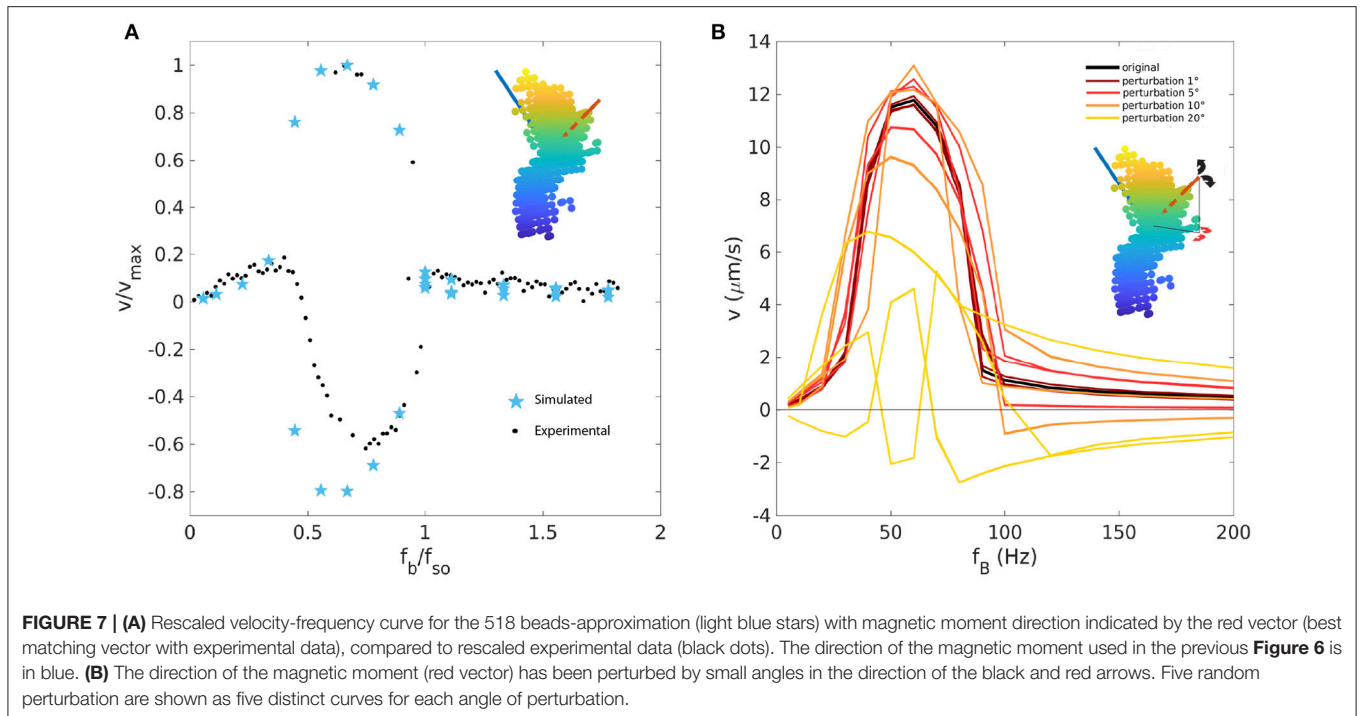 A
1
0.8
0.6
0.4
0.2
0
-0.2
-0.4
-0.6
-0.8
v/v_max
Simulated
Experimental
0 0.5 1 1.5 2
f_b/f_so
B
14
12
10
8
6
4
2
0
-2
-4
v (μm/s)
original
perturbation 1°
perturbation 5°
perturbation 10°
perturbation 20°
0 50 100 150 200
f_B (Hz)
FIGURE 7 | (A) Rescaled velocity-frequency curve for the 518 beads-approximation (light blue stars) with magnetic moment direction indicated by the red vector (best
matching vector with experimental data), compared to rescaled experimental data (black dots). The direction of the magnetic moment used in the previous Figure 6 is
in blue. (B) The direction of the magnetic moment (red vector) has been perturbed by small angles in the direction of the black and red arrows. Five random
perturbation are shown as five distinct curves for each angle of perturbation.